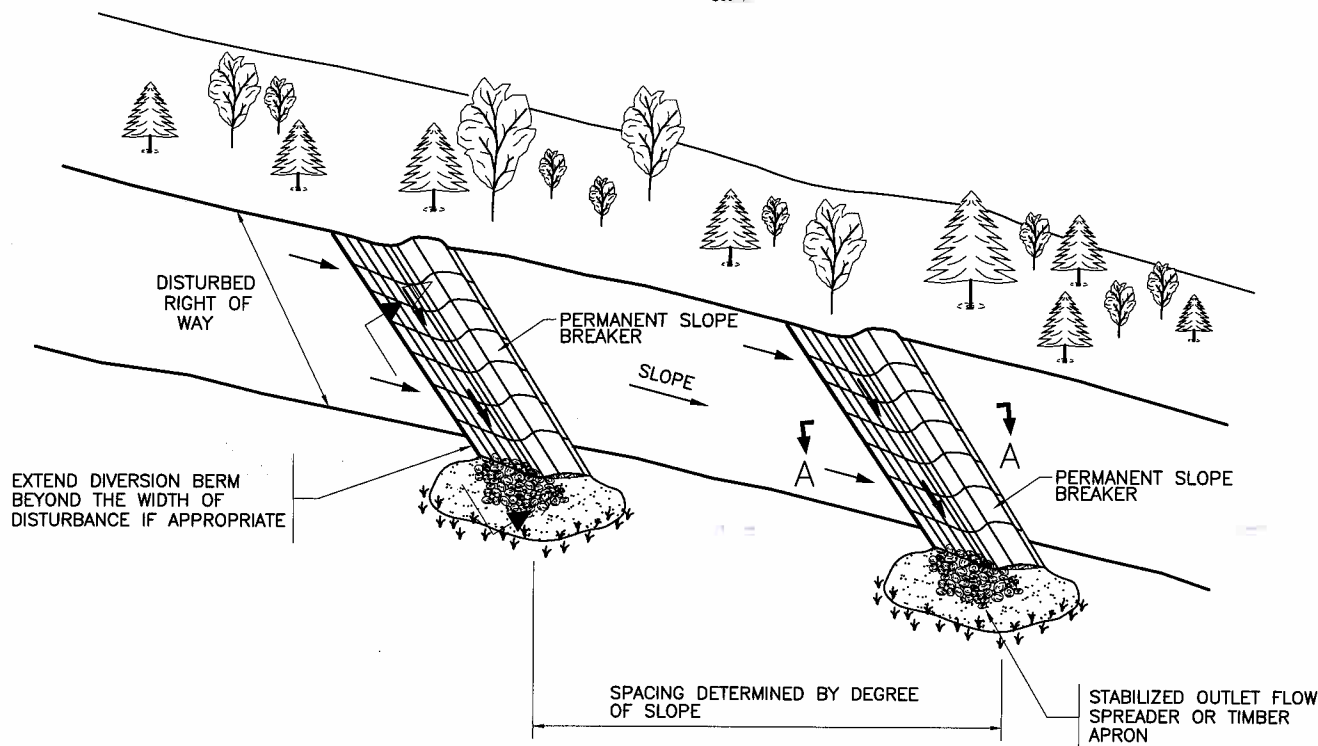 DISTURBED
RIGHT OF
WAY
PERMANENT SLOPE
BREAKER
SLOPE
A
A
PERMANENT SLOPE
BREAKER
EXTEND DIVERSION BERM
BEYOND THE WIDTH OF
DISTURBANCE IF APPROPRIATE
SPACING DETERMINED BY DEGREE
OF SLOPE
STABILIZED OUTLET FLOW
SPREADER OR TIMBER
APRON